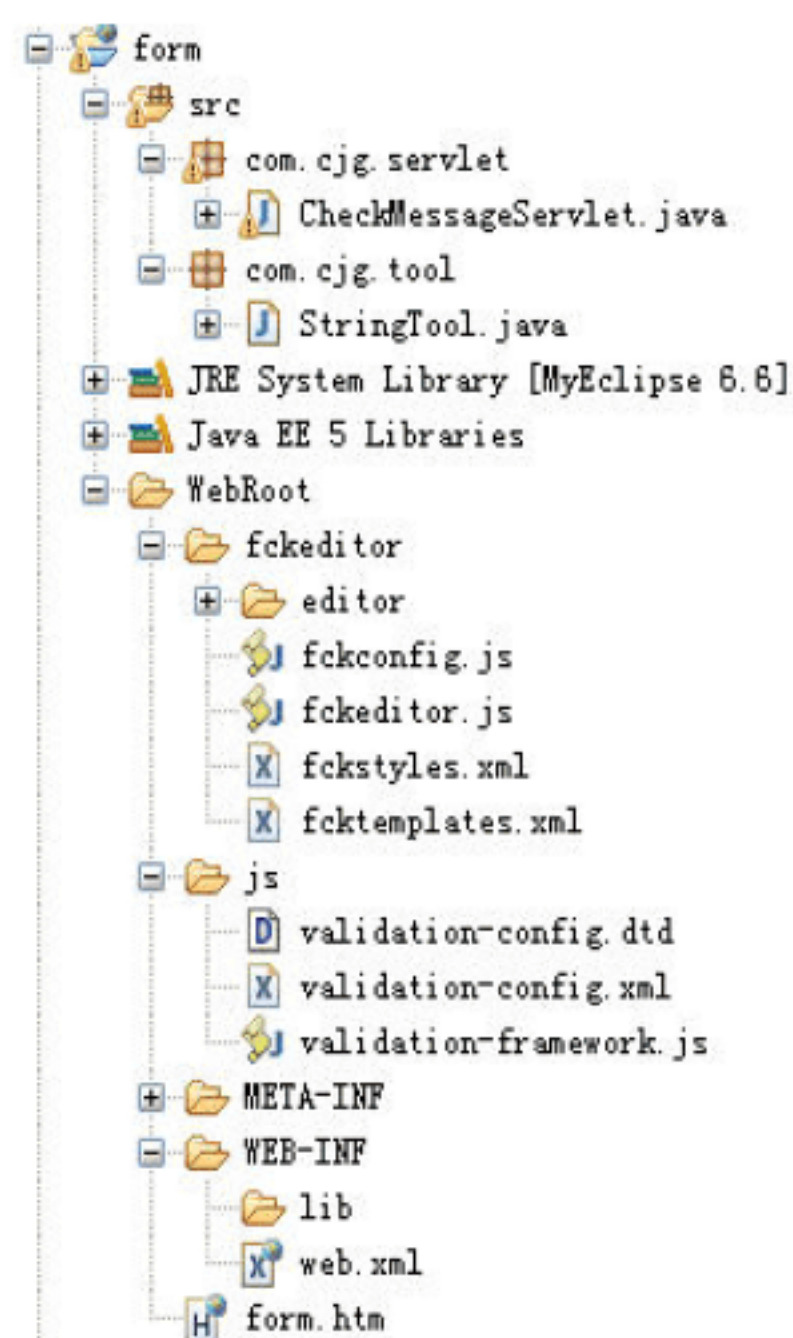 form
src
com.cjg.servlet
CheckMessageServlet.java
com.cjg.tool
StringTool.java
JRE System Library [MyEclipse 6.6]
Java EE 5 Libraries
WebRoot
fckeditor
editor
fckconfig.js
fckeditor.js
fckstyles.xml
fcktemplates.xml
js
validation-config.dtd
validation-config.xml
validation-framework.js
META-INF
WEB-INF
lib
web.xml
form.htm